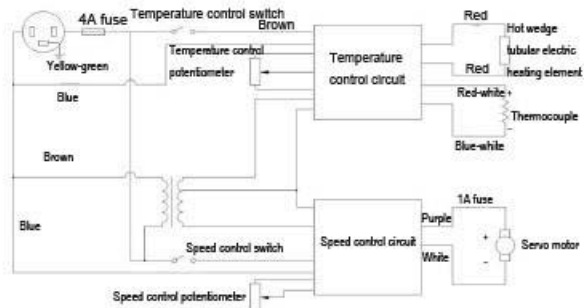 4A fuse
Temperature control switch
Brown
Red
Hot wedge
tubular electric
heating element
Yellow-green
Temperature control
potentiometer
Temperature
control circuit
Red
Blue
Red-white
+
Thermocouple
−
Blue-white
Brown
1A fuse
Purple
Blue
Speed control switch
Speed control circuit
+
Servo motor
White
−
Speed control potentiometer